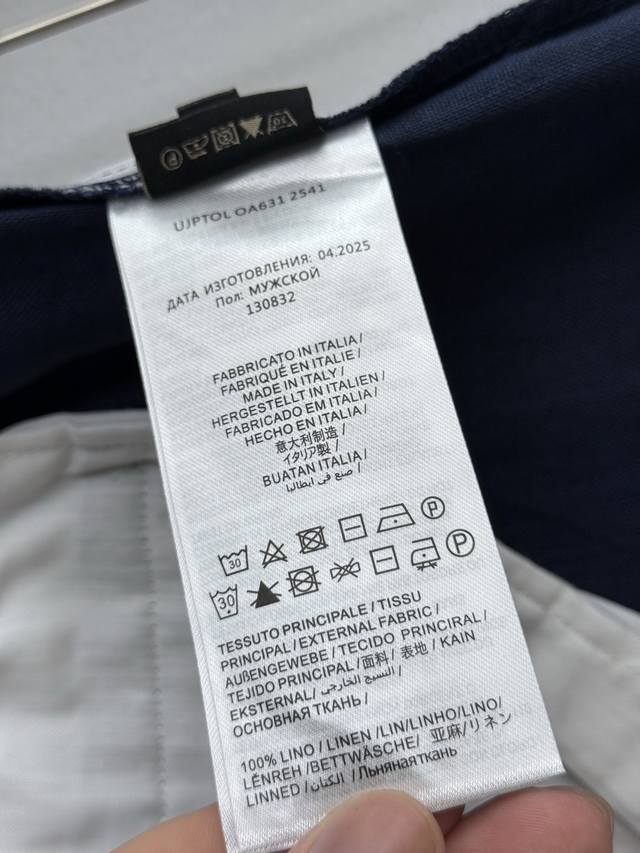 UJPTOL OA631 2541
ДАТА ИЗГОТОВЛЕНИЯ: 04.2025
Пол: МУЖСКОЙ
130832
FABBRICATO IN ITALIA /
FABRIQUÉ EN ITALIE /
MADE IN ITALY /
HERGESTELLT IN ITALIEN /
FABRICADO EM ITALIA /
HECHO EN ITALIA /
意大利制造 /
イタリア製 /
BUATAN ITALIA /
صنع في ايطاليا /
30 P
30 P
TESSUTO PRINCIPALE / TISSU
PRINCIPAL / EXTERNAL FABRIC /
AUßENGEWEBE / TECIDO PRINCIRAL /
TEJIDO PRINCIPAL /面料/ 表地 / KAIN
EKSTERNAL / النسيج الخارجي /
ОСНОВНАЯ ТКАНЬ /
100% LINO / LINEN /LIN/LINHO/LINO/
LËNREH /BETTWÄSCHE/ 亚麻/リネン
LINNED / الكتان / Льнянаяткань